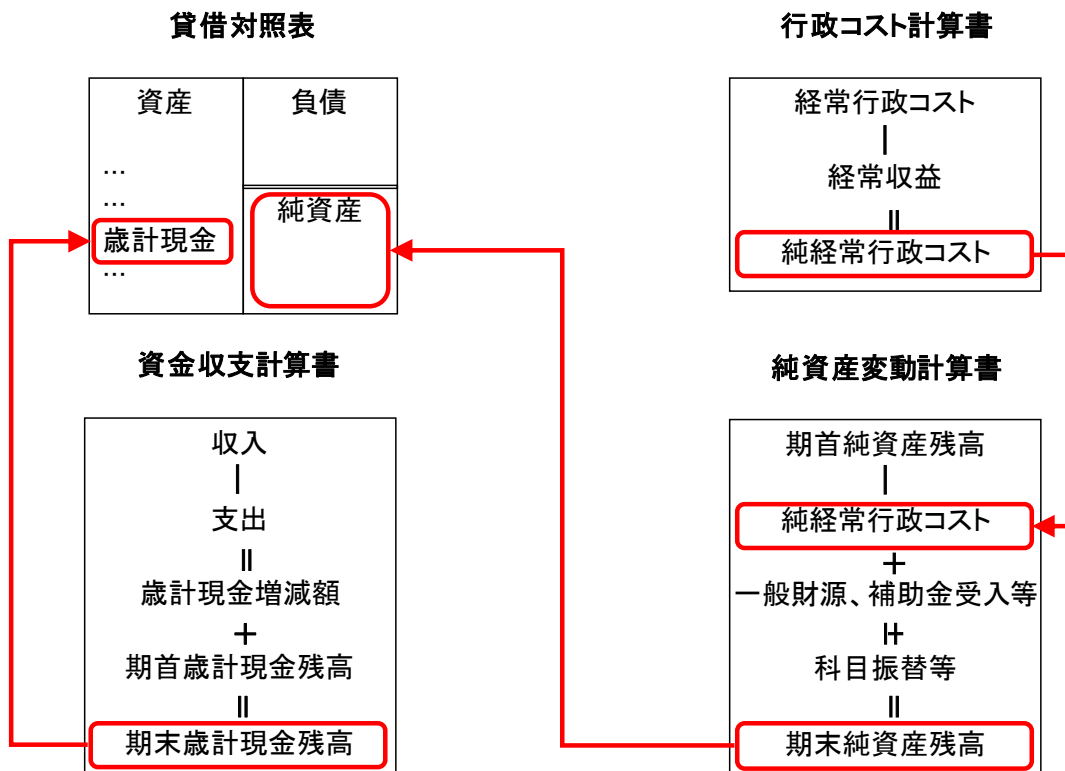 貸借対照表
資産
負債
…
…
歳計現金
…
純資産
行政コスト計算書
経常行政コスト
｜
経常収益
॥
純経常行政コスト
資金収支計算書
収入
｜
支出
॥
歳計現金増減額
＋
期首歳計現金残高
॥
期末歳計現金残高
純資産変動計算書
期首純資産残高
｜
純経常行政コスト
＋
一般財源、補助金受入等
±
科目振替等
॥
期末純資産残高